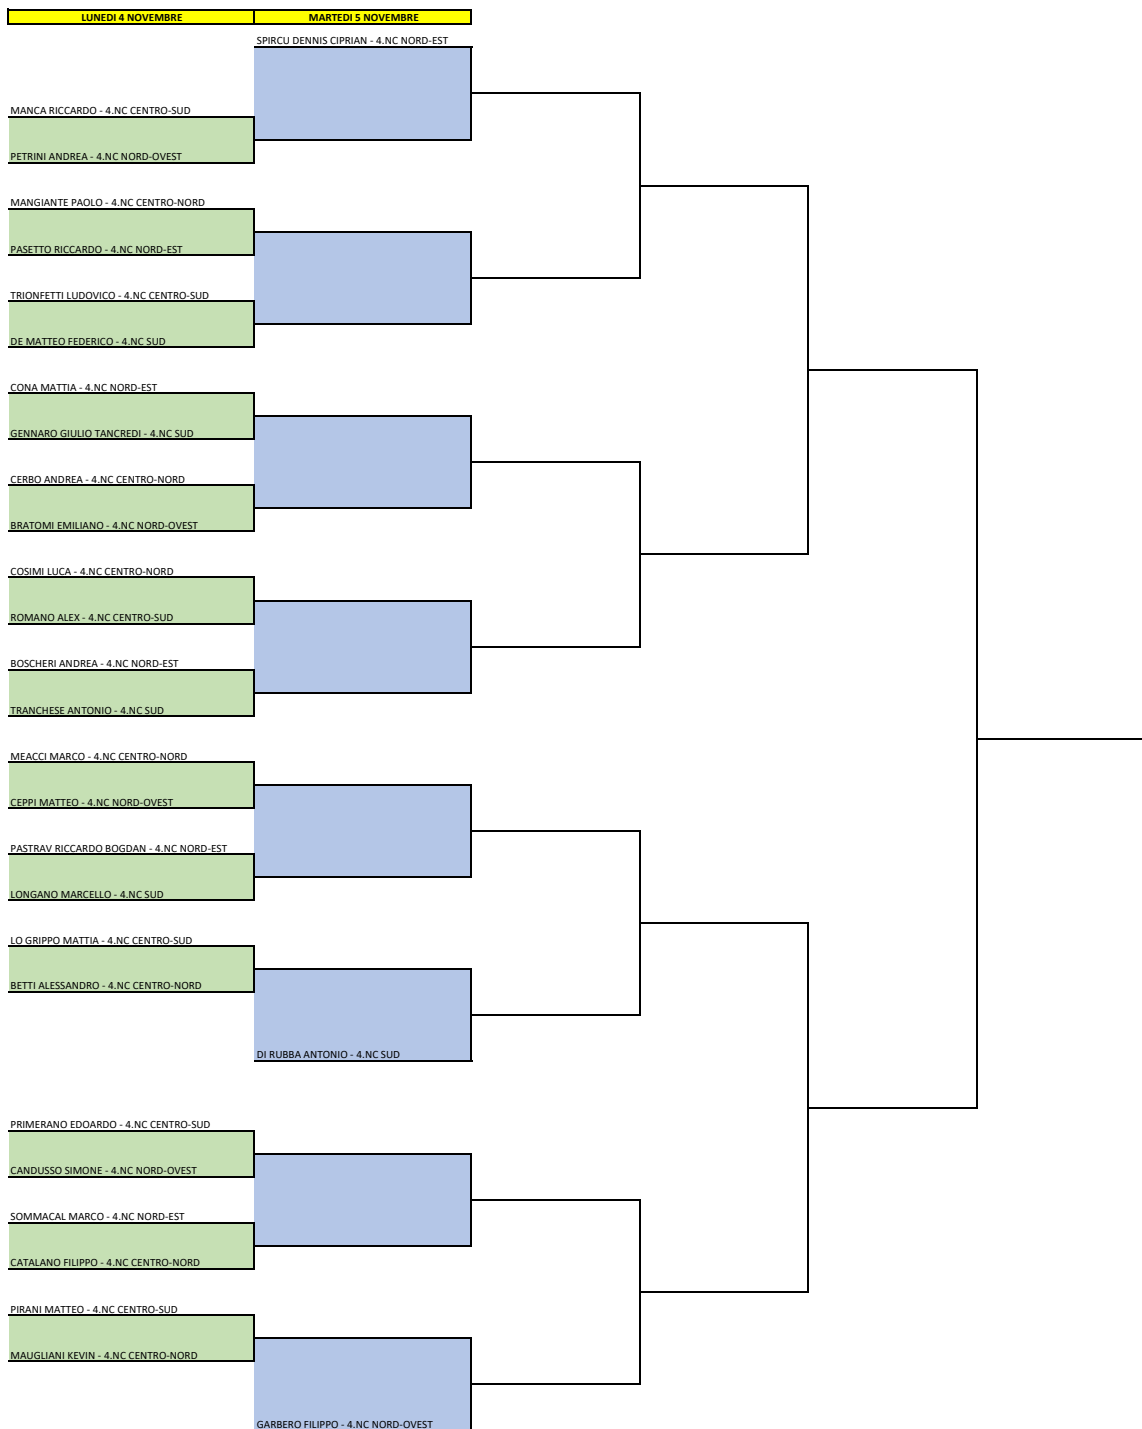 LUNEDI 4 NOVEMBRE
MARTEDI 5 NOVEMBRE
SPIRCU DENNIS CIPRIAN - 4.NC NORD-EST
MANCA RICCARDO - 4.NC CENTRO-SUD
PETRINI ANDREA - 4.NC NORD-OVEST
MANGIANTE PAOLO - 4.NC CENTRO-NORD
PASETTO RICCARDO - 4.NC NORD-EST
TRIONFETTI LUDOVICO - 4.NC CENTRO-SUD
DE MATTEO FEDERICO - 4.NC SUD
CONA MATTIA - 4.NC NORD-EST
GENNARO GIULIO TANCREDI - 4.NC SUD
CERBO ANDREA - 4.NC CENTRO-NORD
BRATOMI EMILIANO - 4.NC NORD-OVEST
COSIMI LUCA - 4.NC CENTRO-NORD
ROMANO ALEX - 4.NC CENTRO-SUD
BOSCHERI ANDREA - 4.NC NORD-EST
TRANCHESE ANTONIO - 4.NC SUD
MEACCI MARCO - 4.NC CENTRO-NORD
CEPPI MATTEO - 4.NC NORD-OVEST
PASTRAV RICCARDO BOGDAN - 4.NC NORD-EST
LONGANO MARCELLO - 4.NC SUD
LO GRIPPO MATTIA - 4.NC CENTRO-SUD
BETTI ALESSANDRO - 4.NC CENTRO-NORD
DI RUBBA ANTONIO - 4.NC SUD
PRIMERANO EDOARDO - 4.NC CENTRO-SUD
CANDUSSO SIMONE - 4.NC NORD-OVEST
SOMMACAL MARCO - 4.NC NORD-EST
CATALANO FILIPPO - 4.NC CENTRO-NORD
PIRANI MATTEO - 4.NC CENTRO-SUD
MAUGLIANI KEVIN - 4.NC CENTRO-NORD
GARBERO FILIPPO - 4.NC NORD-OVEST